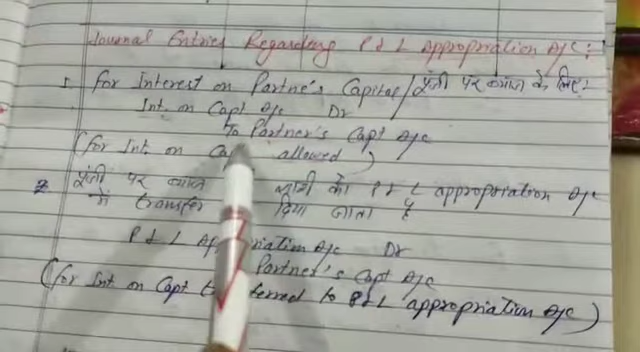 Journal Entries Regarding P & L Appropriation A/C:
1. for Interest on Partner's Capital/पूंजी पर ब्याज के लिए:
Int. on Capt A/c Dr
To Partner's Capt A/c
(for Int. on allowed)
2 पूंजी पर ब्याज को P & L appropriation A/c
में transfer दिया जाता है
P & L A/c Dr
Partner's Capt A/c
(for Int on Capt to P & L appropriation A/c)